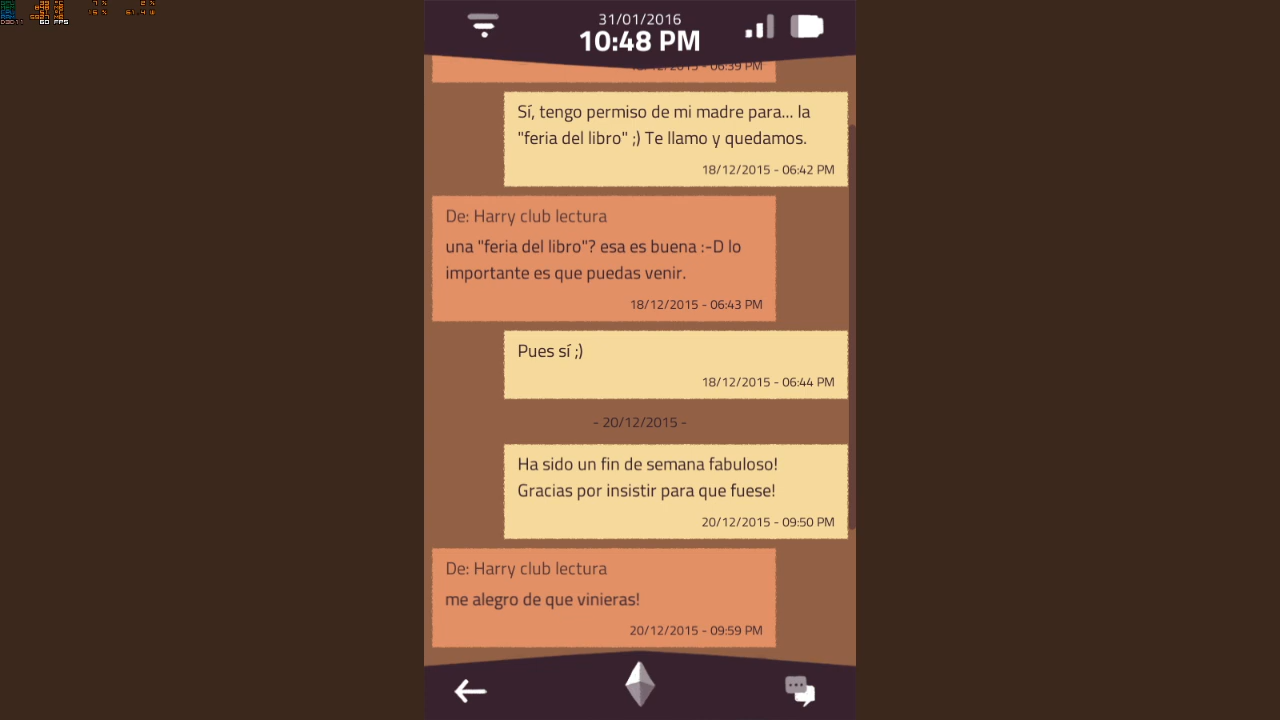 31/01/2016
10:48 PM
Sí, tengo permiso de mi madre para... la
"feria del libro" ;) Te llamo y quedamos.
18/12/2015 - 06:42 PM
De: Harry club lectura
una "feria del libro"? esa es buena :-D lo
importante es que puedas venir.
18/12/2015 - 06:43 PM
Pues sí ;)
18/12/2015 - 06:44 PM
- 20/12/2015 -
Ha sido un fin de semana fabuloso!
Gracias por insistir para que fuese!
20/12/2015 - 09:50 PM
De: Harry club lectura
me alegro de que vinieras!
20/12/2015 - 09:59 PM